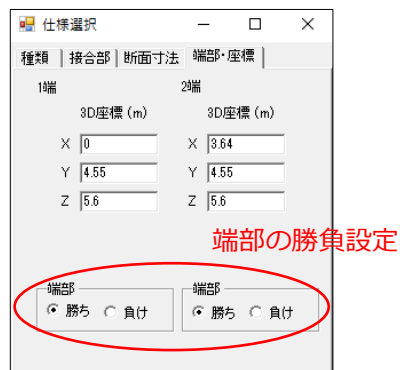 仕様選択
種類 接合部 断面寸法 端部・座標
1端 2端
3D座標 (m) 3D座標 (m)
X 0 X 3.64
Y 4.55 Y 4.55
Z 5.6 Z 5.6
端部の勝負設定
端部 端部
勝ち 負け 勝ち 負け